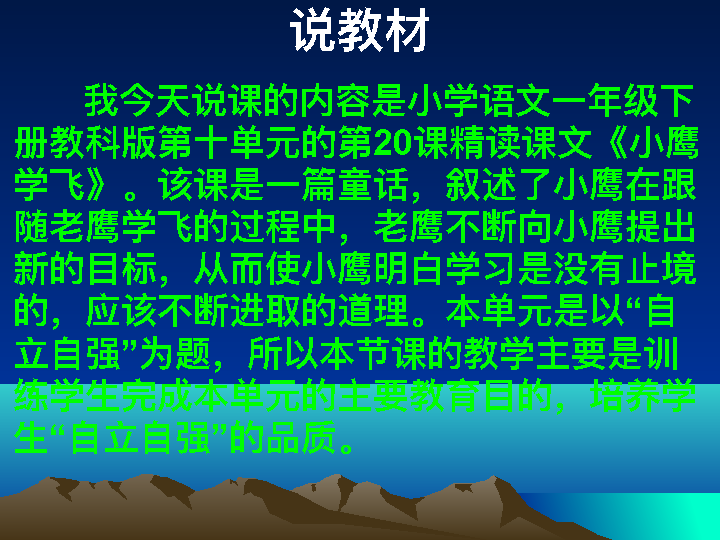 说教材
我今天说课的内容是小学语文一年级下
册教科版第十单元的第20课精读课文《小鹰
学飞》。该课是一篇童话，叙述了小鹰在跟
随老鹰学飞的过程中，老鹰不断向小鹰提出
新的目标，从而使小鹰明白学习是没有止境
的，应该不断进取的道理。本单元是以“自
立自强”为题，所以本节课的教学主要是训
练学生完成本单元的主要教育目的，培养学
生“自立自强”的品质。